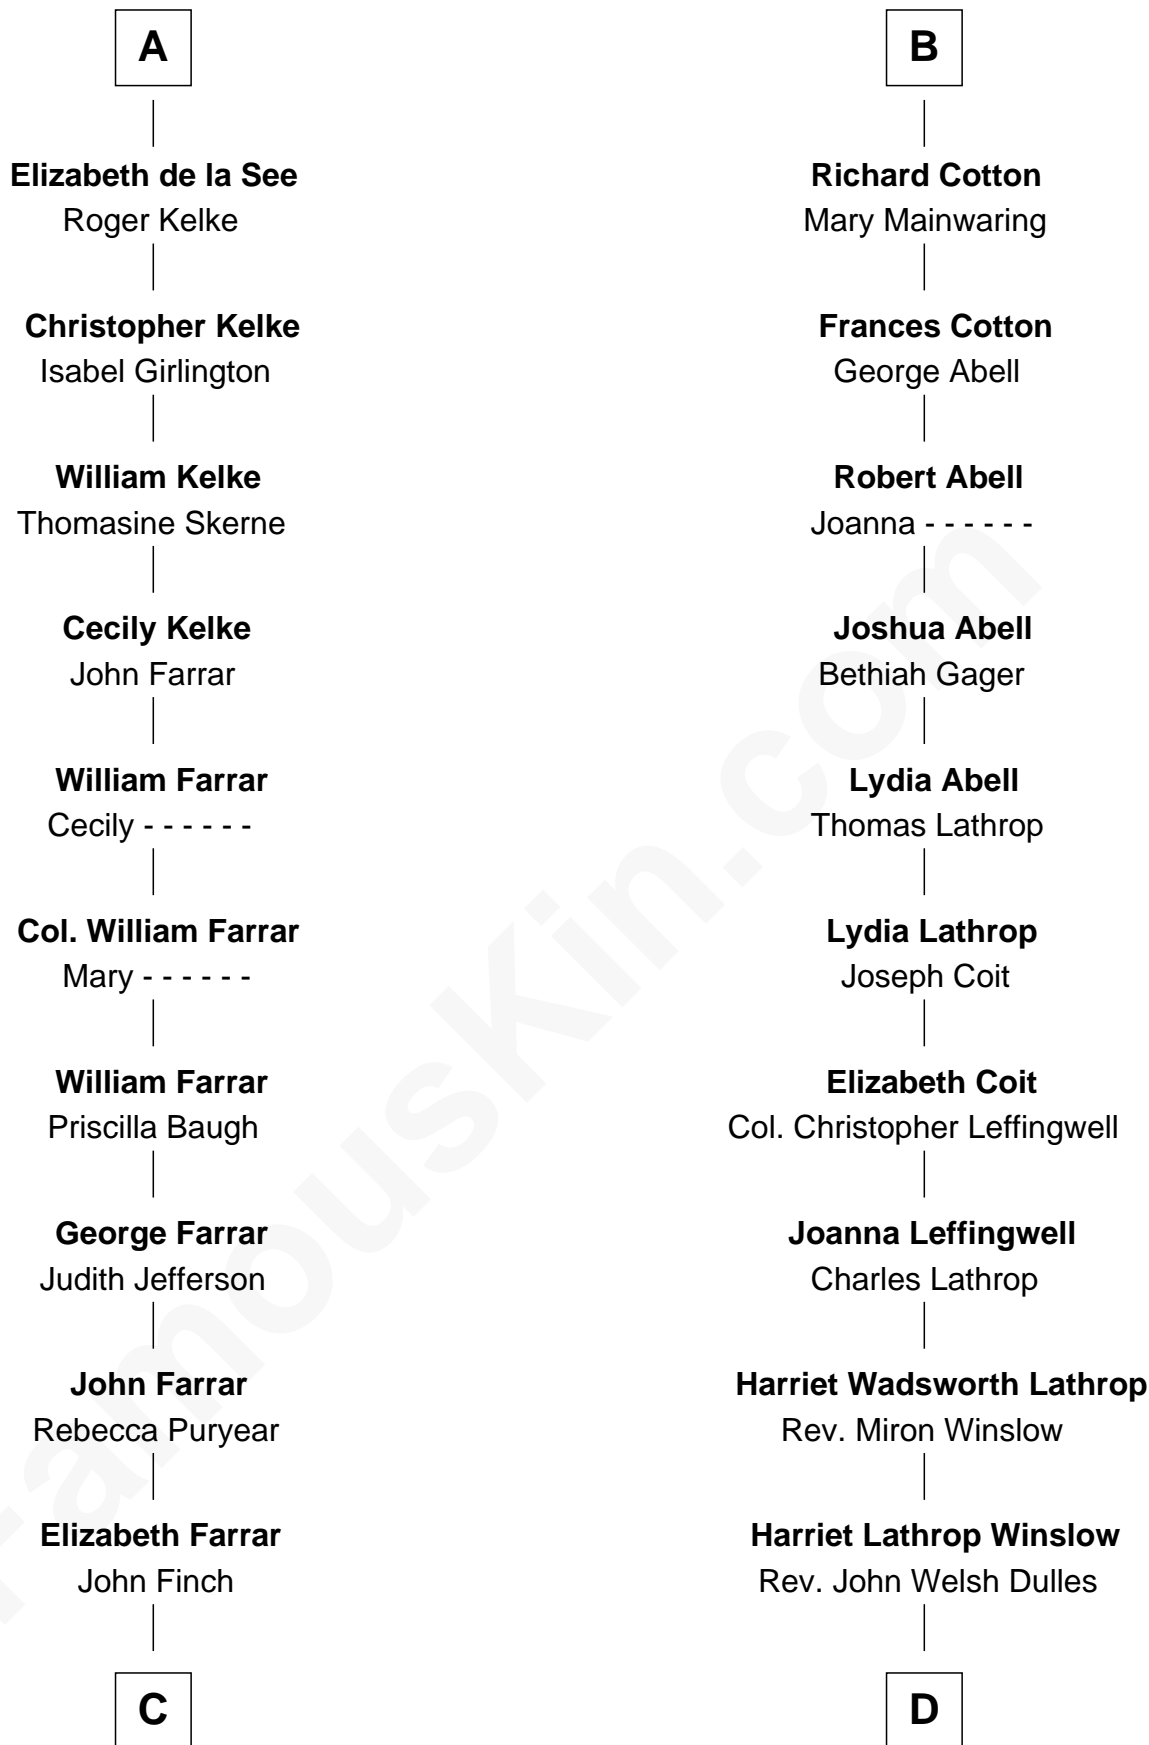 A
Elizabeth de la See
Roger Kelke
Christopher Kelke
Isabel Girlington
William Kelke
Thomasine Skerne
Cecily Kelke
John Farrar
William Farrar
Cecily - - - - - -
Col. William Farrar
Mary - - - - - -
William Farrar
Priscilla Baugh
George Farrar
Judith Jefferson
John Farrar
Rebecca Puryear
Elizabeth Farrar
John Finch
C
B
Richard Cotton
Mary Mainwaring
Frances Cotton
George Abell
Robert Abell
Joanna - - - - - -
Joshua Abell
Bethiah Gager
Lydia Abell
Thomas Lathrop
Lydia Lathrop
Joseph Coit
Elizabeth Coit
Col. Christopher Leffingwell
Joanna Leffingwell
Charles Lathrop
Harriet Wadsworth Lathrop
Rev. Miron Winslow
Harriet Lathrop Winslow
Rev. John Welsh Dulles
D
FamousKin.com